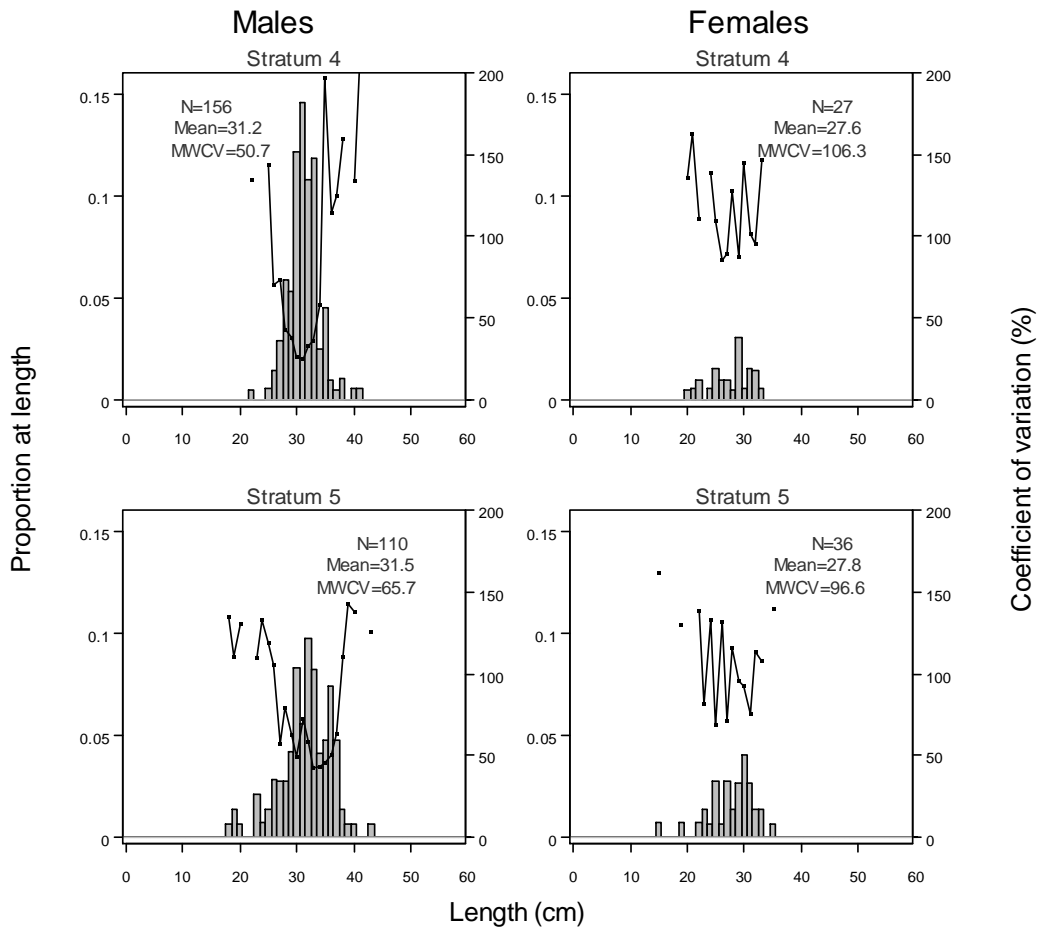 Males
Females
Stratum 4
Stratum 4
0.15
0.1
0.05
0
N=156
Mean=31.2
MWCV=50.7
200
150
100
50
0
0 10 20 30 40 50 60
0.15
0.1
0.05
0
N=27
Mean=27.6
MWCV=106.3
200
150
100
50
0
0 10 20 30 40 50 60
Proportion at length
Coefficient of variation (%)
Stratum 5
Stratum 5
0.15
0.1
0.05
0
N=110
Mean=31.5
MWCV=65.7
200
150
100
50
0
0 10 20 30 40 50 60
0.15
0.1
0.05
0
N=36
Mean=27.8
MWCV=96.6
200
150
100
50
0
0 10 20 30 40 50 60
Length (cm)